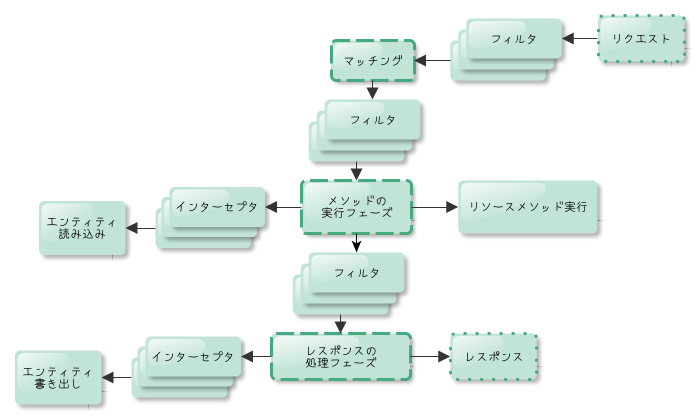 リクエスト
フィルタ
マッチング
フィルタ
メソッドの
実行フェーズ
リソースメソッド実行
インターセプタ
エンティティ
読み込み
フィルタ
レスポンスの
処理フェーズ
レスポンス
インターセプタ
エンティティ
書き出し